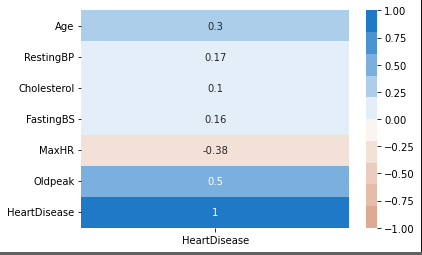 Age
0.3
RestingBP
0.17
Cholesterol
0.1
FastingBS
0.16
MaxHR
-0.38
Oldpeak
0.5
HeartDisease
1
HeartDisease
1.00
0.75
0.50
0.25
0.00
−0.25
−0.50
−0.75
−1.00